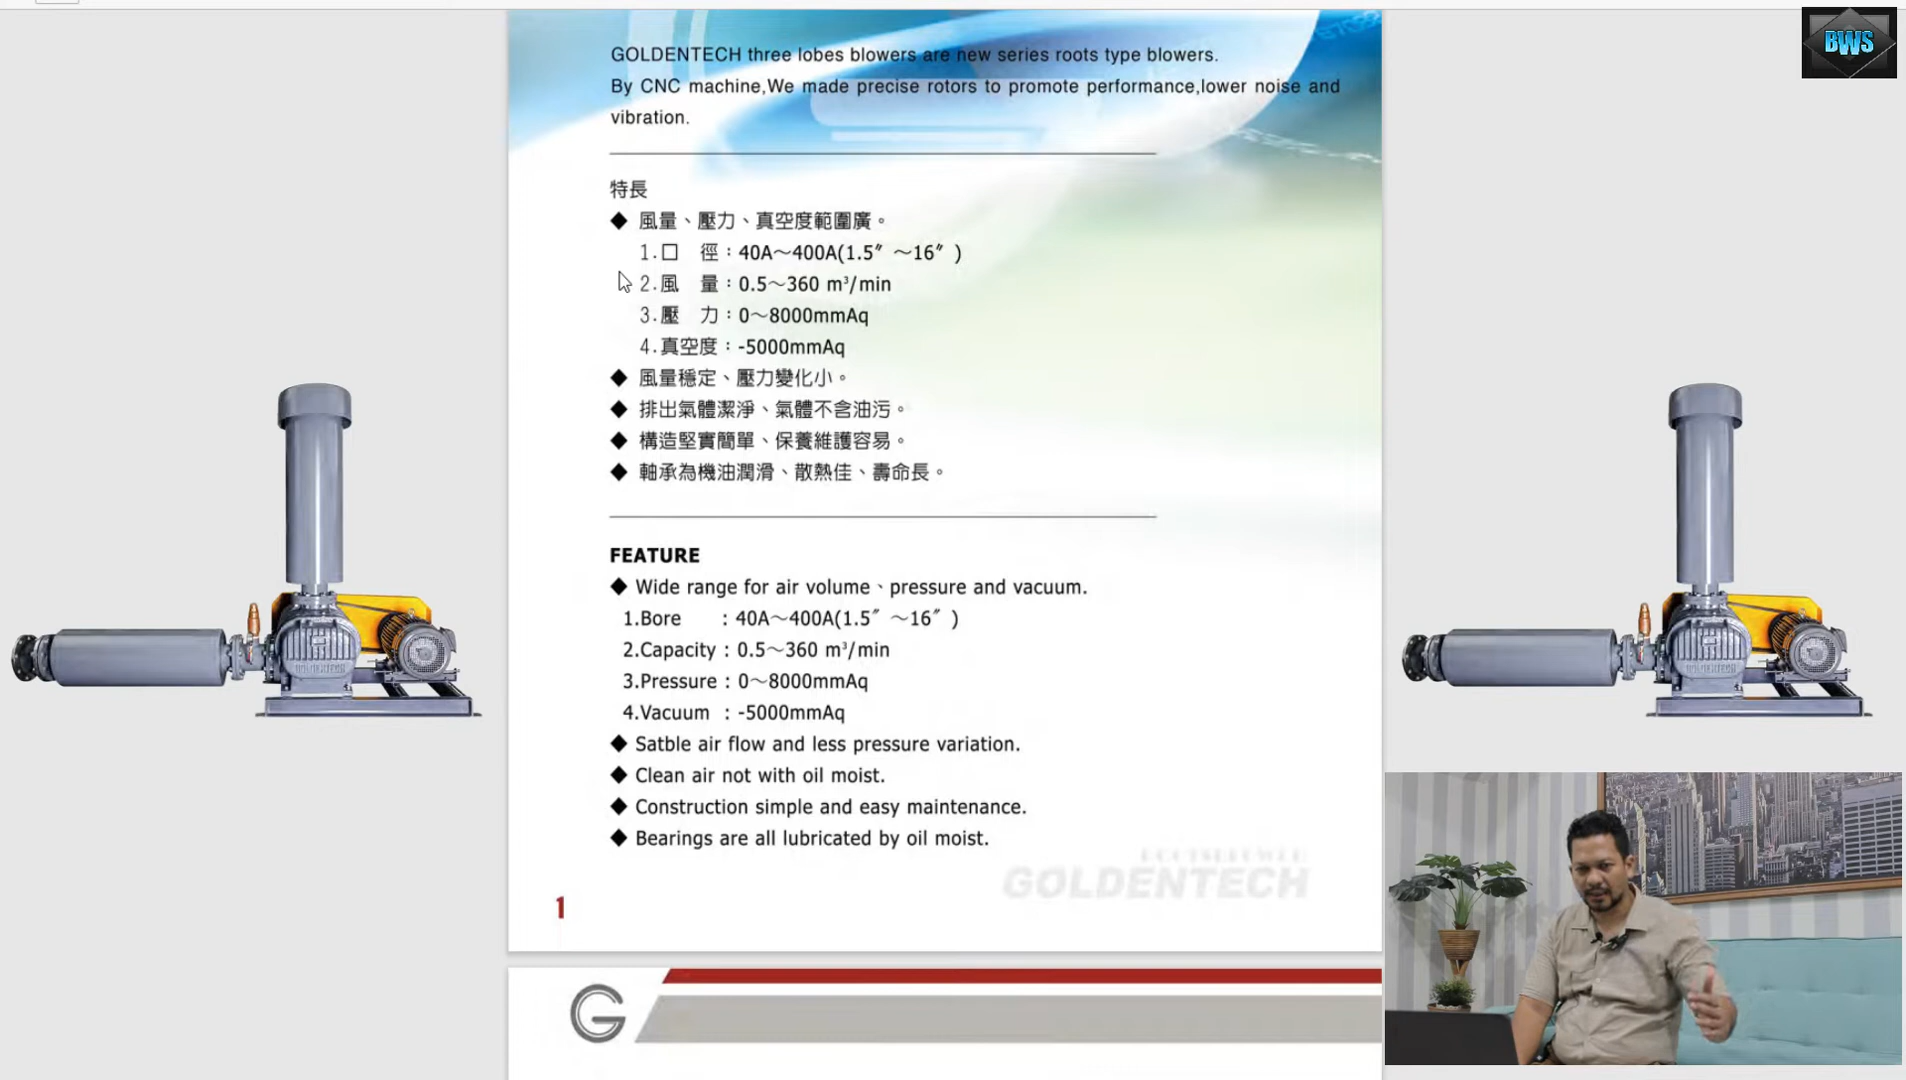 BWS
GOLDENTECH three lobes blowers are new series roots type blowers.
By CNC machine,We made precise rotors to promote performance,lower noise and
vibration.
特長
◆ 風量、壓力、真空度範圍廣。
1.口 徑：40A～400A(1.5″ ～16″ )
2.風 量：0.5～360 m³/min
3.壓 力：0～8000mmAq
4.真空度：-5000mmAq
◆ 風量穩定、壓力變化小。
◆ 排出氣體潔淨、氣體不含油污。
◆ 構造堅實簡單、保養維護容易。
◆ 軸承為機油潤滑、散熱佳、壽命長。
FEATURE
◆ Wide range for air volume、pressure and vacuum.
1.Bore : 40A～400A(1.5″ ～16″ )
2.Capacity : 0.5～360 m³/min
3.Pressure : 0～8000mmAq
4.Vacuum : -5000mmAq
◆ Satble air flow and less pressure variation.
◆ Clean air not with oil moist.
◆ Construction simple and easy maintenance.
◆ Bearings are all lubricated by oil moist.
GOLDENTECH
1
G